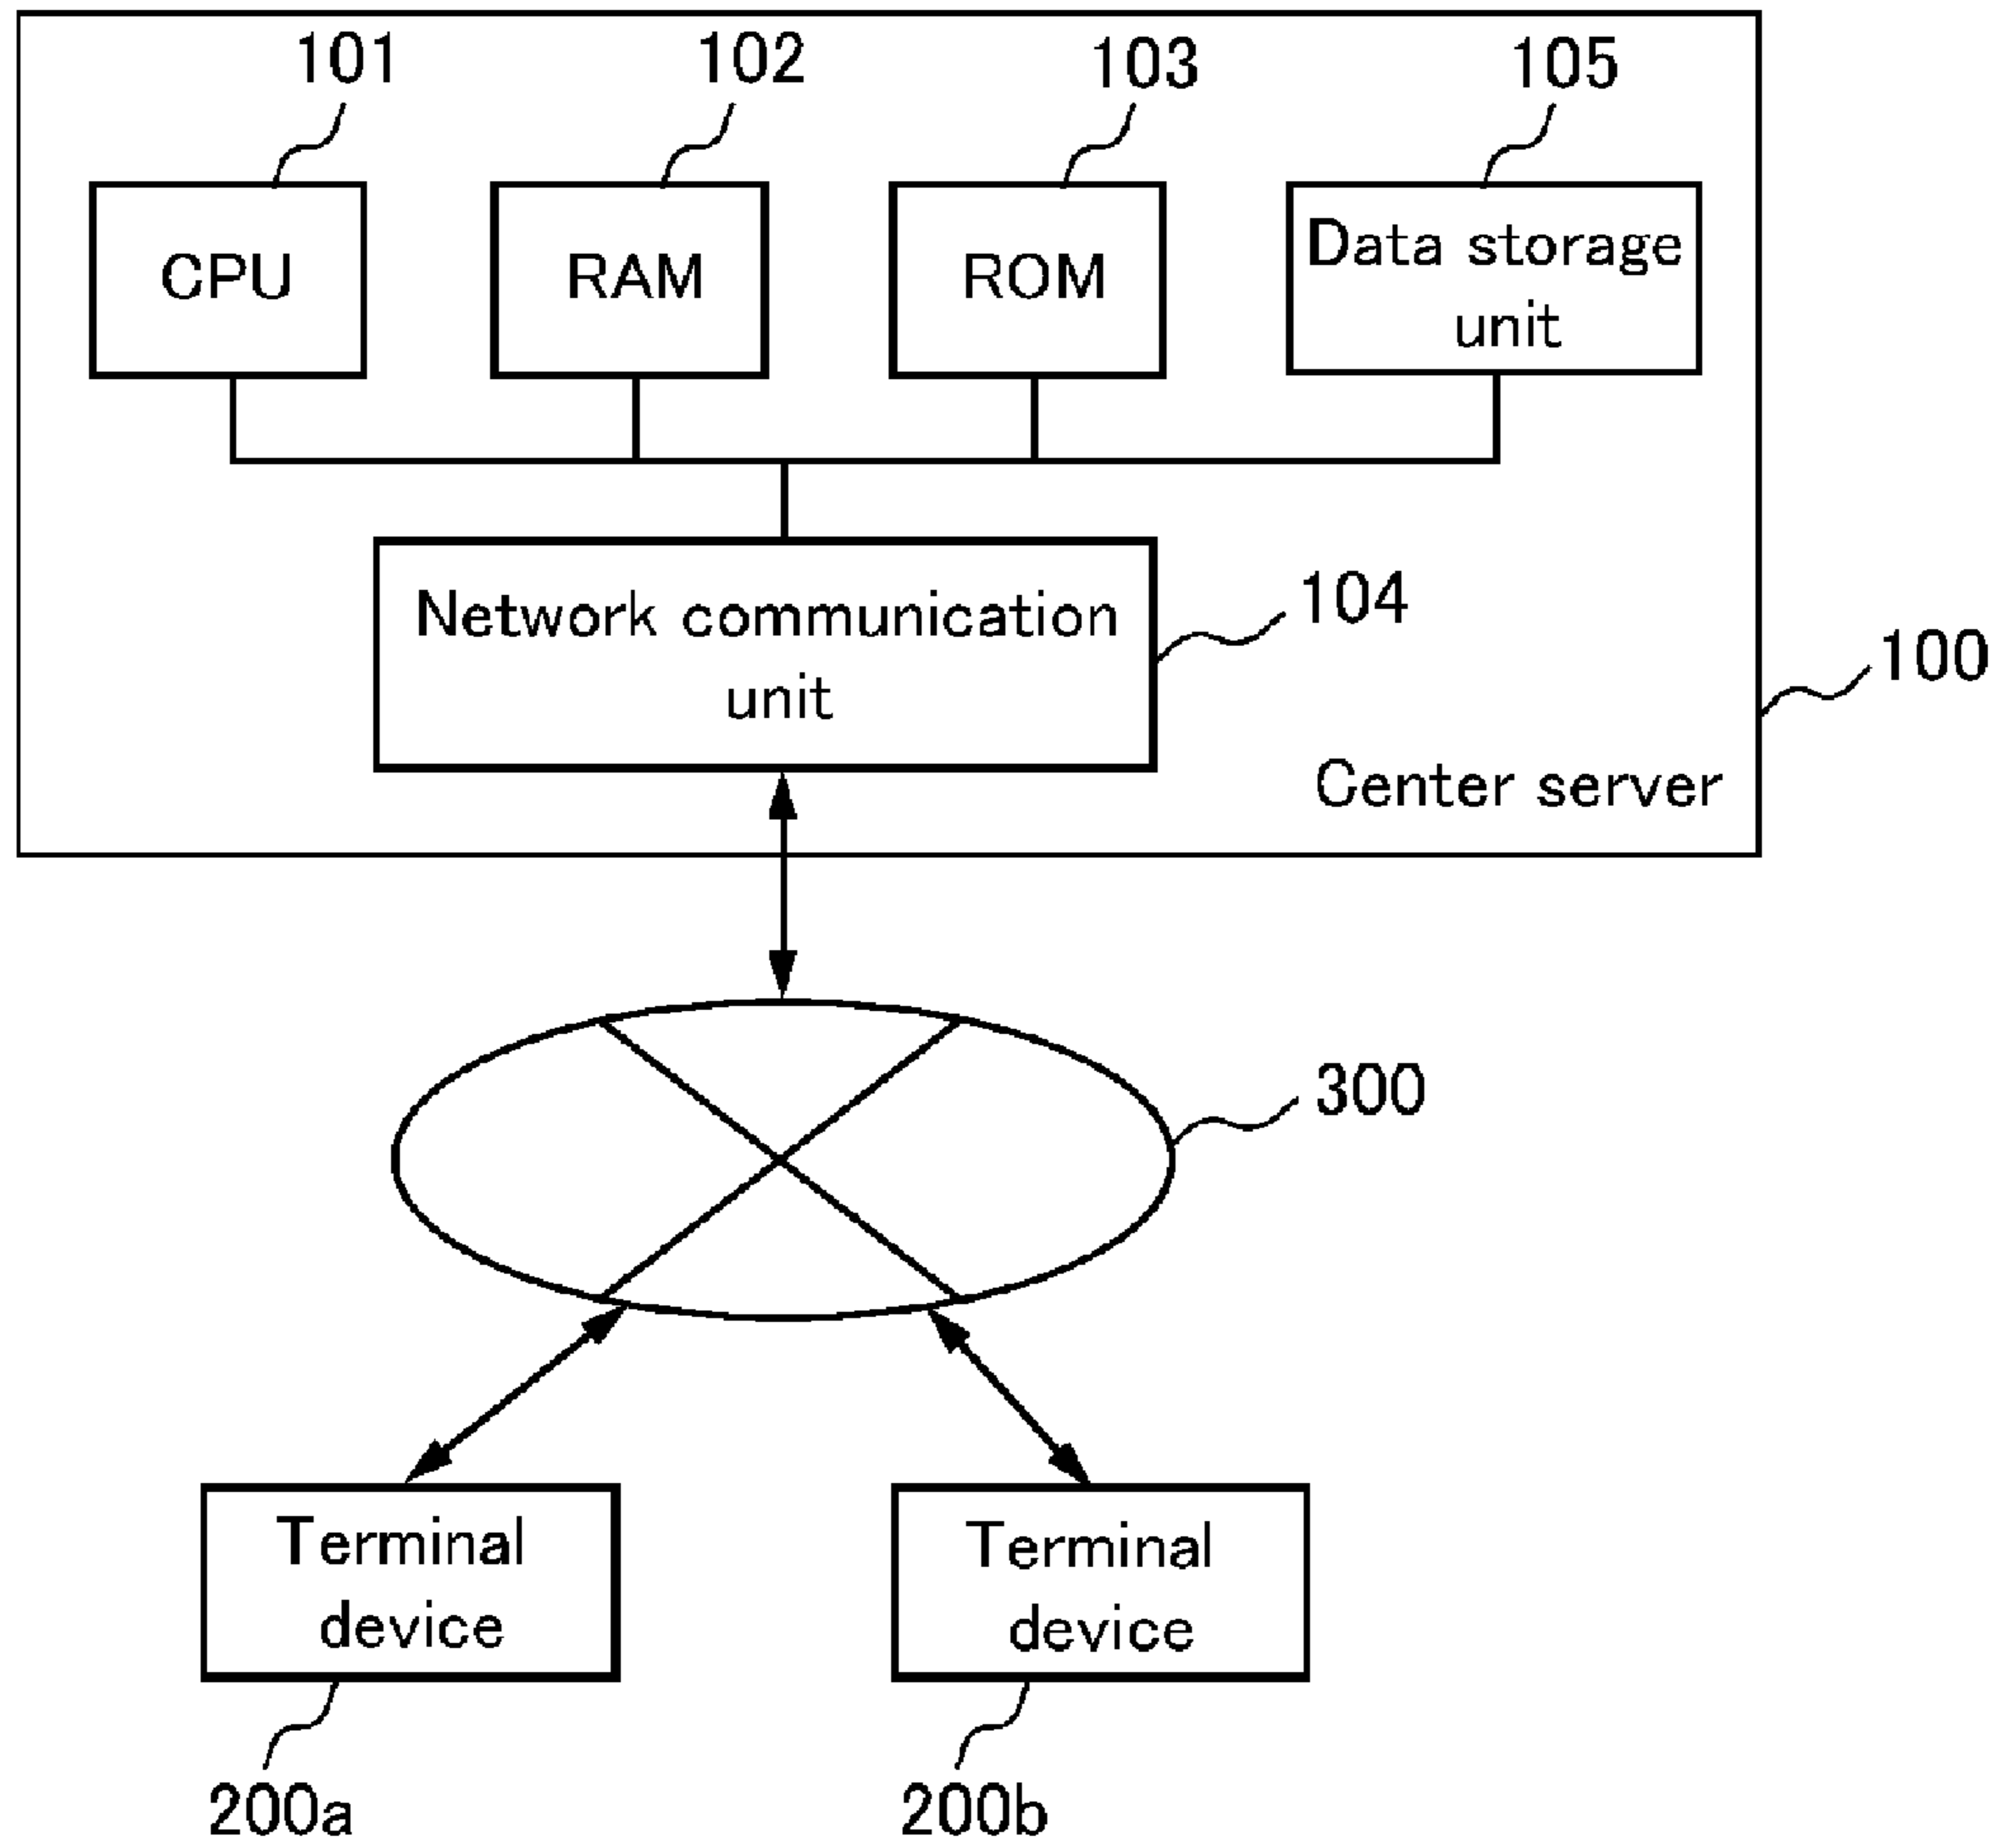 101
102
103
105
CPU
RAM
ROM
Data storage
unit
Network communication
unit
104
100
Center server
300
Terminal
device
Terminal
device
200a
200b